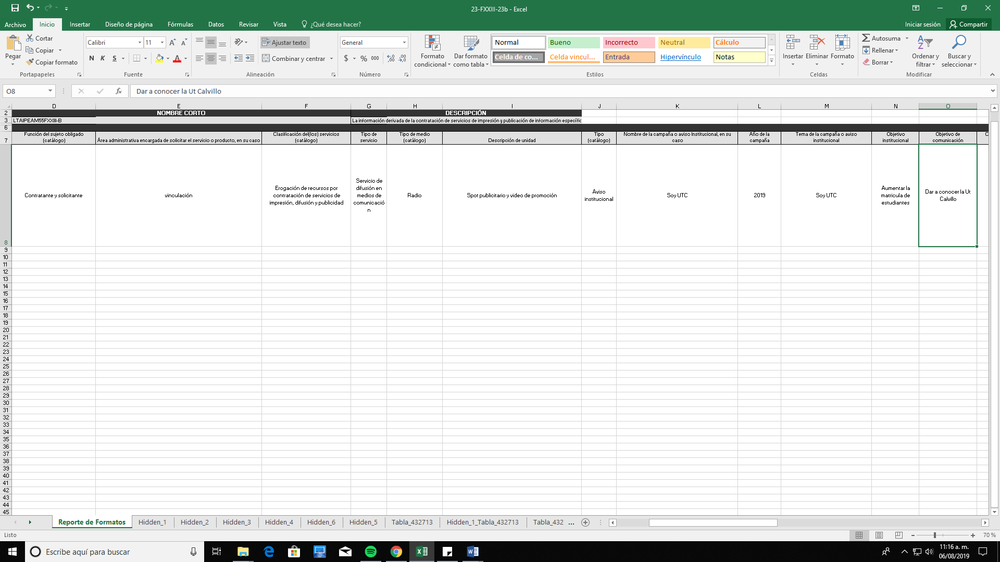 23-FXXIII-23b - Excel
Archivo Inicio Insertar Diseño de página Fórmulas Datos Revisar Vista ¿Qué desea hacer? Iniciar sesión Compartir
Pegar
Cortar
Copiar
Copiar formato
Portapapeles
Calibri 11
N K S
Fuente
Ajustar texto
Combinar y centrar
Alineación
General
$ % 000
Número
Formato condicional
Dar formato como tabla
Normal Bueno Incorrecto Neutral Cálculo
Celda de co... Celda vincul... Entrada Hipervínculo Notas
Estilos
Insertar Eliminar Formato
Celdas
Autosuma
Rellenar
Borrar
Ordenar y filtrar
Buscar y seleccionar
Modificar
O8 fx Dar a conocer la Ut Calvillo
D E F G H I J K L M N O
2 NOMBRE CORTO DESCRIPCIÓN
3 LTAIPEAM55FXXIII-B La información derivada de la contratación de servicios de impresión y publicación de información específic
6
7
Función del sujeto obligado (catálogo)
Área administrativa encargada de solicitar el servicio o producto, en su caso
Clasificación del(los) servicios (catálogo)
Tipo de servicio
Tipo de medio (catálogo)
Descripción de unidad
Tipo (catálogo)
Nombre de la campaña o aviso Institucional, en su caso
Año de la campaña
Tema de la campaña o aviso institucional
Objetivo institucional
Objetivo de comunicación
C
8
Contratante y solicitante
vinculación
Erogación de recursos por contratación de servicios de impresión, difusión y publicidad
Servicio de difusión en medios de comunicació n
Radio
Spot publicitario y video de promoción
Aviso institucional
Soy UTC
2019
Soy UTC
Aumentar la matricula de estudiantes
Dar a conocer la Ut Calvillo
9
10
11
12
13
14
15
16
17
18
19
20
21
22
23
24
25
26
27
28
29
30
31
32
33
34
35
36
37
38
39
40
41
42
43
44
45
Reporte de Formatos Hidden_1 Hidden_2 Hidden_3 Hidden_4 Hidden_6 Hidden_5 Tabla_432713 Hidden_1_Tabla_432713 Tabla_432 ...
Listo 70 %
Escribe aquí para buscar
11:16 a. m.
06/08/2019